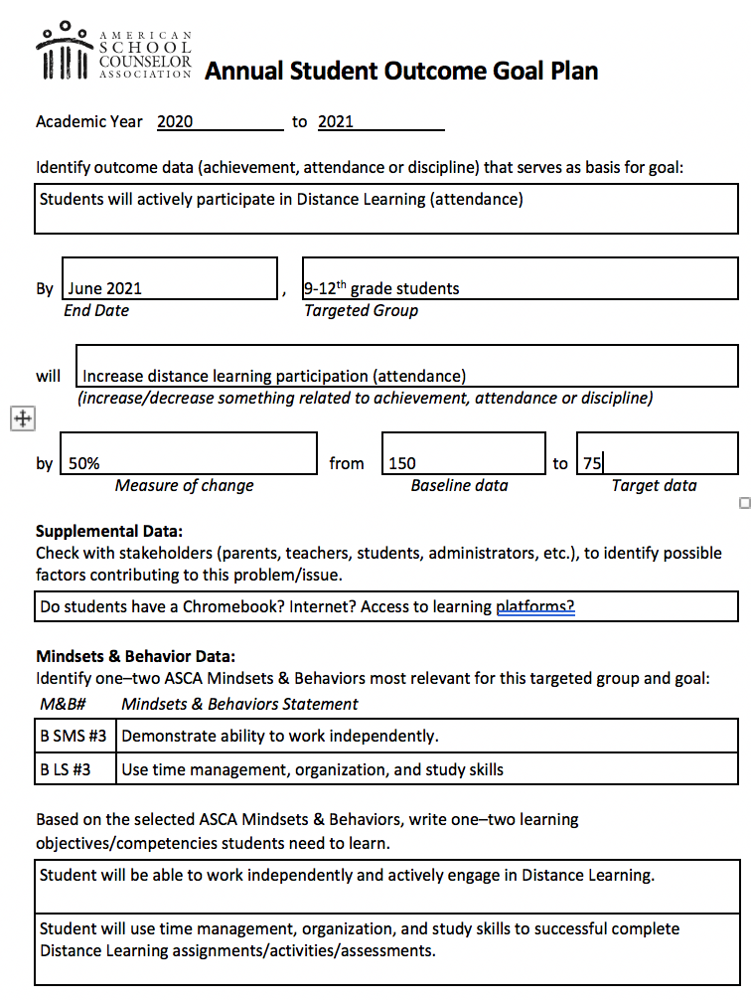 AMERICAN
SCHOOL
COUNSELOR
ASSOCIATION
Annual Student Outcome Goal Plan
Academic Year 2020 to 2021
Identify outcome data (achievement, attendance or discipline) that serves as basis for goal:
Students will actively participate in Distance Learning (attendance)
By June 2021 , 9-12th grade students
End Date Targeted Group
will Increase distance learning participation (attendance)
(increase/decrease something related to achievement, attendance or discipline)
by 50% from 150 to 75
Measure of change Baseline data Target data
Supplemental Data:
Check with stakeholders (parents, teachers, students, administrators, etc.), to identify possible
factors contributing to this problem/issue.
Do students have a Chromebook? Internet? Access to learning platforms?
Mindsets & Behavior Data:
Identify one–two ASCA Mindsets & Behaviors most relevant for this targeted group and goal:
M&B# Mindsets & Behaviors Statement
B SMS #3 Demonstrate ability to work independently.
B LS #3 Use time management, organization, and study skills
Based on the selected ASCA Mindsets & Behaviors, write one–two learning
objectives/competencies students need to learn.
Student will be able to work independently and actively engage in Distance Learning.
Student will use time management, organization, and study skills to successful complete
Distance Learning assignments/activities/assessments.